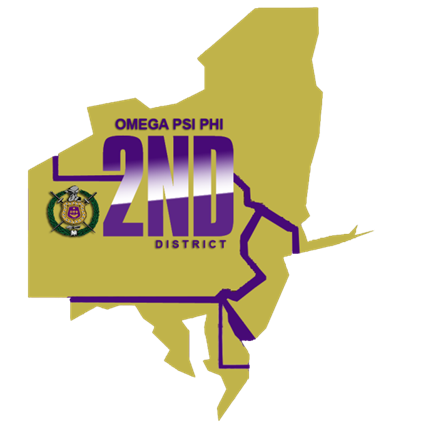 OMEGA PSI PHI
2ND
DISTRICT